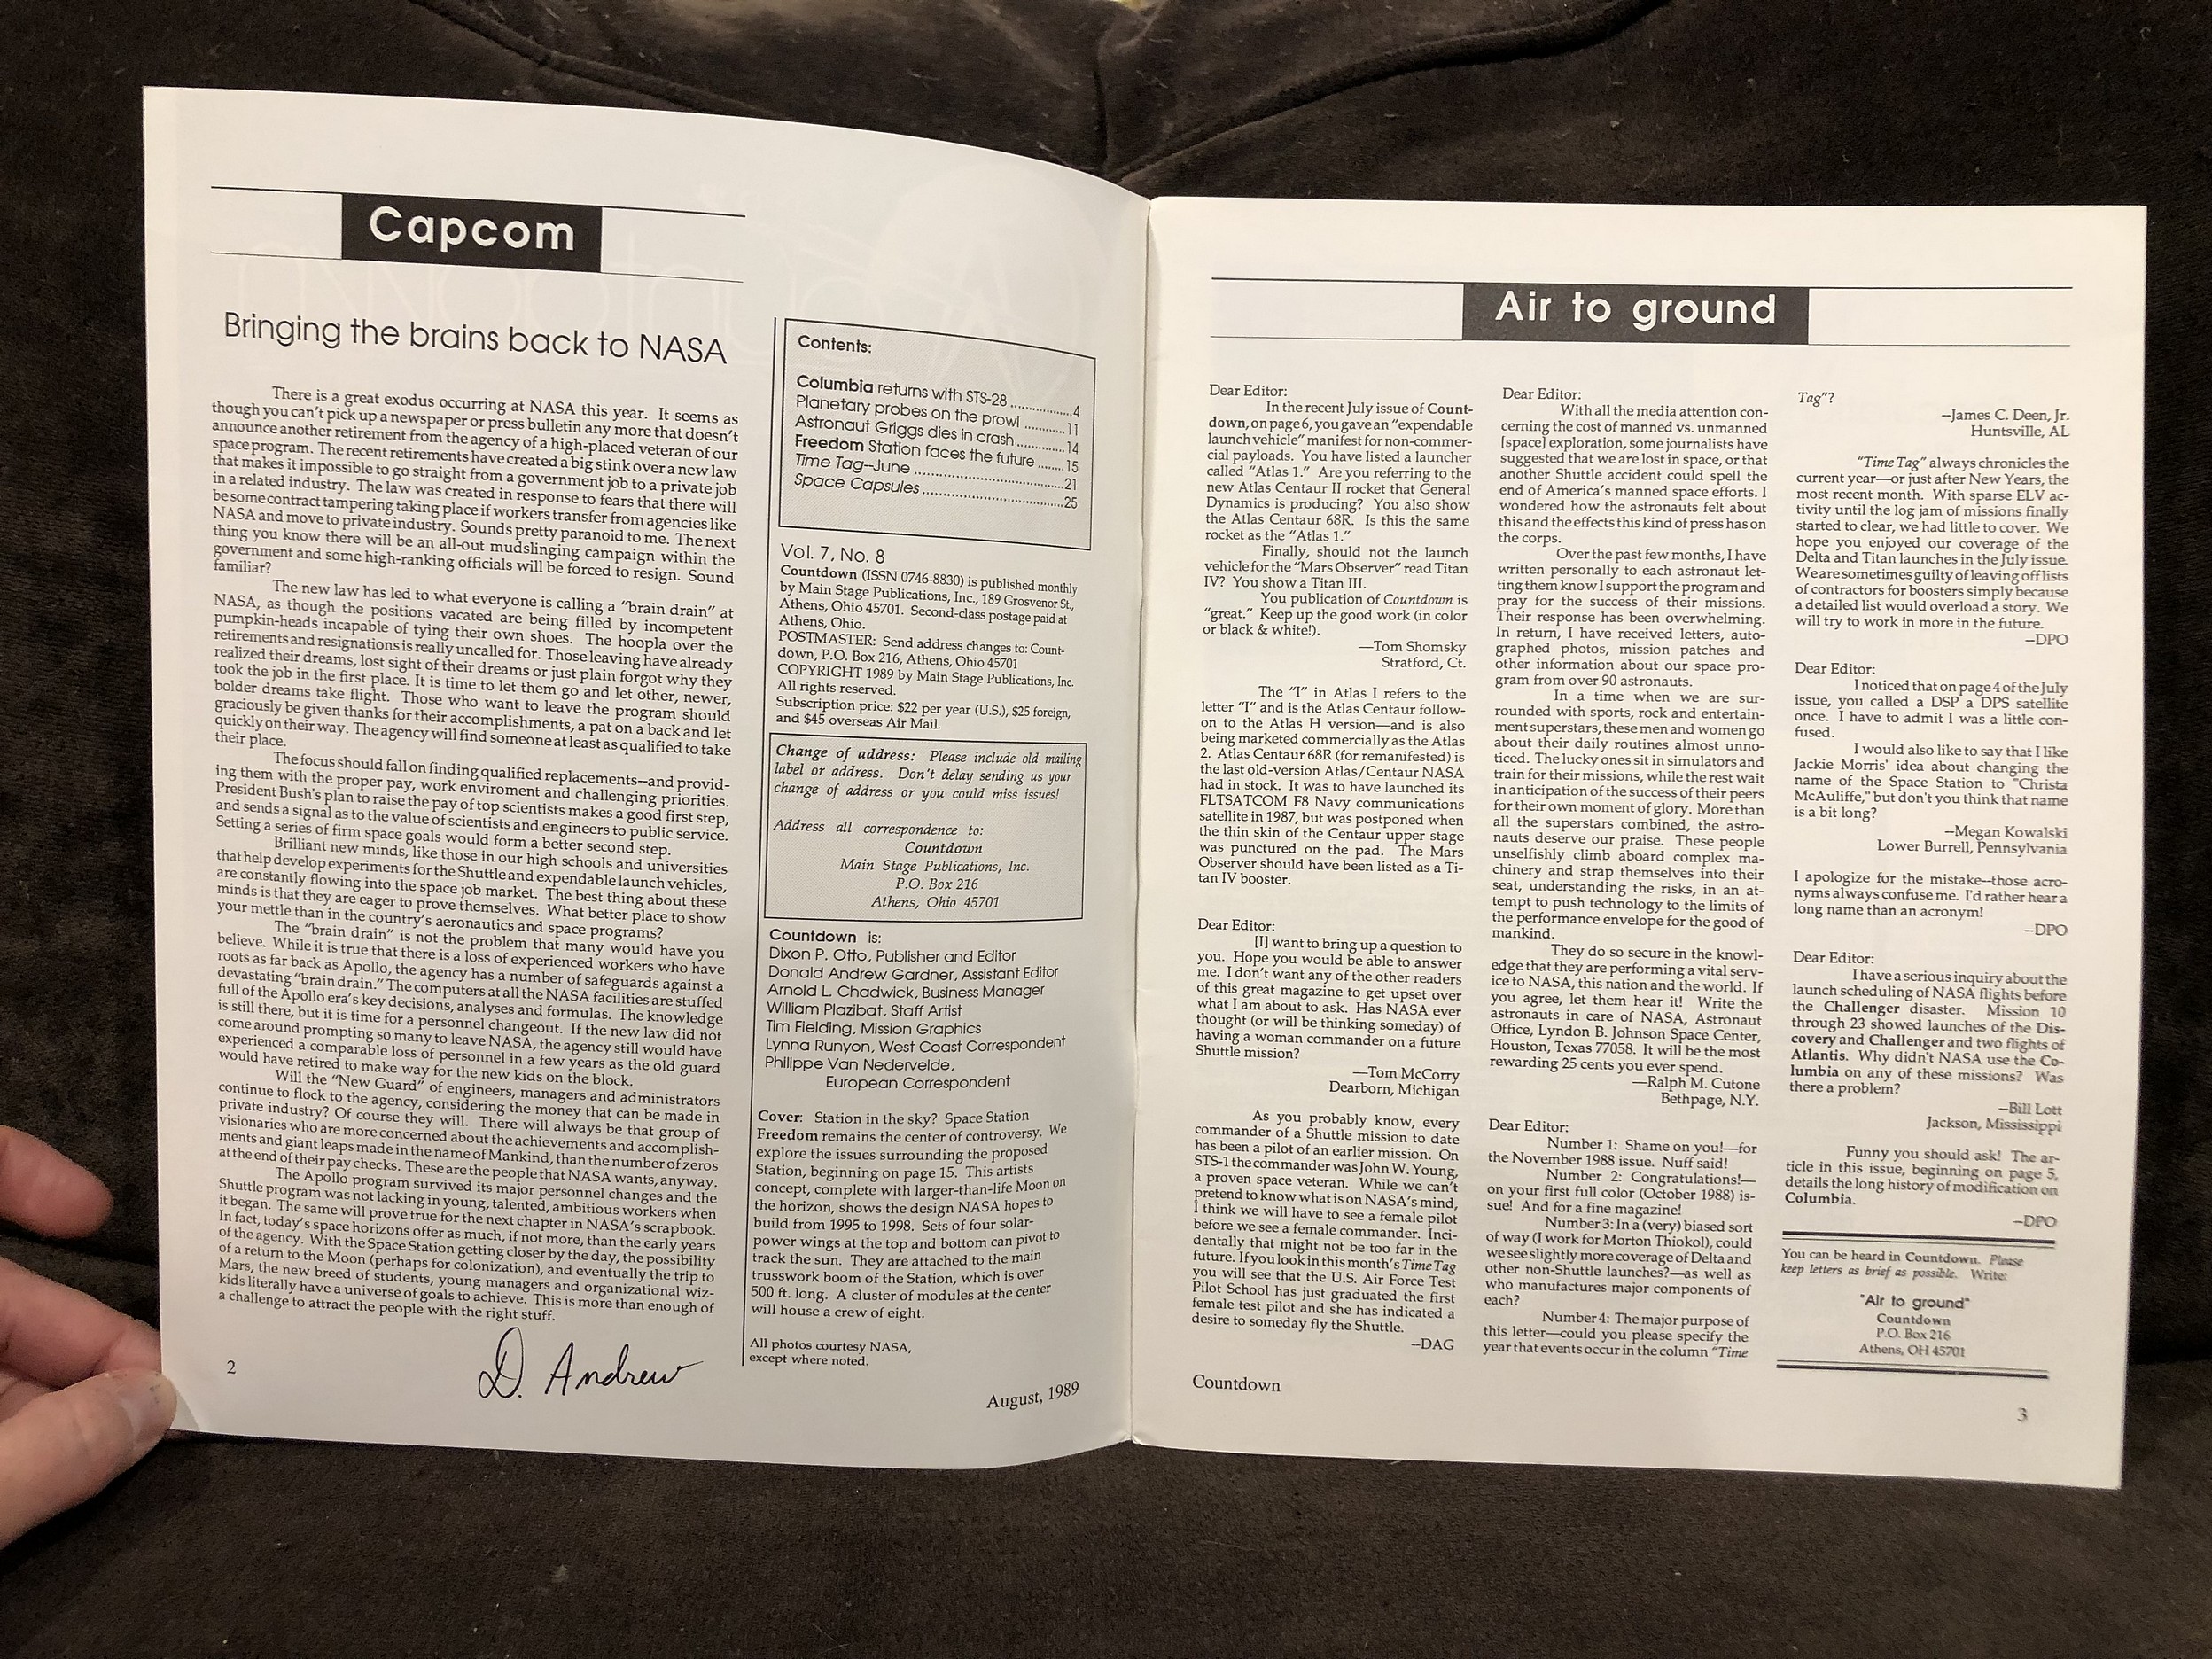 Capcom
Bringing the brains back to NASA
There is a great exodus occurring at NASA this year. It seems as
though you can't pick up a newspaper or press bulletin any more that doesn't
announce another retirement from the agency of a high-placed veteran of our
space program. The recent retirements have created a big stink over a new law
that makes it impossible to go straight from a government job to a private job
in a related industry. The law was created in response to fears that there will
be some contract tampering taking place if workers transfer from agencies like
NASA and move to private industry. Sounds pretty paranoid to me. The next
thing you know there will be an all-out mudslinging campaign within the
government and some high-ranking officials will be forced to resign. Sound
familiar?
The new law has led to what everyone is calling a "brain drain" at
NASA, as though the positions vacated are being filled by incompetent
pumpkin-heads incapable of tying their own shoes. The hoopla over the
retirements and resignations is really uncalled for. Those leaving have already
realized their dreams, lost sight of their dreams or just plain forgot why they
took the job in the first place. It is time to let them go and let other, newer,
bolder dreams take flight. Those who want to leave the program should
graciously be given thanks for their accomplishments, a pat on a back and let
quickly on their way. The agency will find someone at least as qualified to take
their place.
The focus should fall on finding qualified replacements--and provid-
ing them with the proper pay, work enviroment and challenging priorities.
President Bush's plan to raise the pay of top scientists makes a good first step,
and sends a signal as to the value of scientists and engineers to public service.
Setting a series of firm space goals would form a better second step.
Brilliant new minds, like those in our high schools and universities
that help develop experiments for the Shuttle and expendable launch vehicles,
are constantly flowing into the space job market. The best thing about these
minds is that they are eager to prove themselves. What better place to show
your mettle than in the country's aeronautics and space programs?
The "brain drain" is not the problem that many would have you
believe. While it is true that there is a loss of experienced workers who have
roots as far back as Apollo, the agency has a number of safeguards against a
devastating "brain drain." The computers at all the NASA facilities are stuffed
full of the Apollo era's key decisions, analyses and formulas. The knowledge
is still there, but it is time for a personnel changeout. If the new law did not
come around prompting so many to leave NASA, the agency still would have
experienced a comparable loss of personnel in a few years as the old guard
would have retired to make way for the new kids on the block.
Will the "New Guard" of engineers, managers and administrators
continue to flock to the agency, considering the money that can be made in
private industry? Of course they will. There will always be that group of
visionaries who are more concerned about the achievements and accomplish-
ments and giant leaps made in the name of Mankind, than the number of zeros
at the end of their pay checks. These are the people that NASA wants, anyway.
The Apollo program survived its major personnel changes and the
Shuttle program was not lacking in young, talented, ambitious workers when
it began. The same will prove true for the next chapter in NASA's scrapbook.
In fact, today's space horizons offer as much, if not more, than the early years
of the agency. With the Space Station getting closer by the day, the possibility
of a return to the Moon (perhaps for colonization), and eventually the trip to
Mars, the new breed of students, young managers and organizational wiz-
kids literally have a universe of goals to achieve. This is more than enough of
a challenge to attract the people with the right stuff.
D. Andrew
2
Contents:
Columbia returns with STS-28 ................4
Planetary probes on the prowl ...........11
Astronaut Griggs dies in crash ............14
Freedom Station faces the future .......15
Time Tag--June ...................................21
Space Capsules.................................25
Vol. 7, No. 8
Countdown (ISSN 0746-8830) is published monthly
by Main Stage Publications, Inc., 189 Grosvenor St.,
Athens, Ohio 45701. Second-class postage paid at
Athens, Ohio.
POSTMASTER: Send address changes to: Count-
down, P.O. Box 216, Athens, Ohio 45701
COPYRIGHT 1989 by Main Stage Publications, Inc.
All rights reserved.
Subscription price: $22 per year (U.S.), $25 foreign,
and $45 overseas Air Mail.
Change of address: Please include old mailing
label or address. Don't delay sending us your
change of address or you could miss issues!
Address all correspondence to:
Countdown
Main Stage Publications, Inc.
P.O. Box 216
Athens, Ohio 45701
Countdown is:
Dixon P. Otto, Publisher and Editor
Donald Andrew Gardner, Assistant Editor
Arnold L. Chadwick, Business Manager
William Plazibat, Staff Artist
Tim Fielding, Mission Graphics
Lynna Runyon, West Coast Correspondent
Philippe Van Nedervelde,
European Correspondent
Cover: Station in the sky? Space Station
Freedom remains the center of controversy. We
explore the issues surrounding the proposed
Station, beginning on page 15. This artists
concept, complete with larger-than-life Moon on
the horizon, shows the design NASA hopes to
build from 1995 to 1998. Sets of four solar-
power wings at the top and bottom can pivot to
track the sun. They are attached to the main
trusswork boom of the Station, which is over
500 ft. long. A cluster of modules at the center
will house a crew of eight.
All photos courtesy NASA,
except where noted.
August, 1989
Air to ground
Dear Editor:
In the recent July issue of Count-
down, on page 6, you gave an "expendable
launch vehicle" manifest for non-commer-
cial payloads. You have listed a launcher
called "Atlas 1." Are you referring to the
new Atlas Centaur II rocket that General
Dynamics is producing? You also show
the Atlas Centaur 68R. Is this the same
rocket as the "Atlas 1."
Finally, should not the launch
vehicle for the "Mars Observer" read Titan
IV? You show a Titan III.
You publication of Countdown is
"great." Keep up the good work (in color
or black & white!).
—Tom Shomsky
Stratford, Ct.
The "I" in Atlas I refers to the
letter "I" and is the Atlas Centaur follow-
on to the Atlas H version—and is also
being marketed commercially as the Atlas
2. Atlas Centaur 68R (for remanifested) is
the last old-version Atlas/Centaur NASA
had in stock. It was to have launched its
FLTSATCOM F8 Navy communications
satellite in 1987, but was postponed when
the thin skin of the Centaur upper stage
was punctured on the pad. The Mars
Observer should have been listed as a Ti-
tan IV booster.
Dear Editor:
[I] want to bring up a question to
you. Hope you would be able to answer
me. I don't want any of the other readers
of this great magazine to get upset over
what I am about to ask. Has NASA ever
thought (or will be thinking someday) of
having a woman commander on a future
Shuttle mission?
—Tom McCorry
Dearborn, Michigan
As you probably know, every
commander of a Shuttle mission to date
has been a pilot of an earlier mission. On
STS-1 the commander was John W. Young,
a proven space veteran. While we can't
pretend to know what is on NASA's mind,
I think we will have to see a female pilot
before we see a female commander. Inci-
dentally that might not be too far in the
future. If you look in this month's Time Tag
you will see that the U.S. Air Force Test
Pilot School has just graduated the first
female test pilot and she has indicated a
desire to someday fly the Shuttle.
—DAG
Dear Editor:
With all the media attention con-
cerning the cost of manned vs. unmanned
[space] exploration, some journalists have
suggested that we are lost in space, or that
another Shuttle accident could spell the
end of America's manned space efforts. I
wondered how the astronauts felt about
this and the effects this kind of press has on
the corps.
Over the past few months, I have
written personally to each astronaut let-
ting them know I support the program and
pray for the success of their missions.
Their response has been overwhelming.
In return, I have received letters, auto-
graphed photos, mission patches and
other information about our space pro-
gram from over 90 astronauts.
In a time when we are sur-
rounded with sports, rock and entertain-
ment superstars, these men and women go
about their daily routines almost unno-
ticed. The lucky ones sit in simulators and
train for their missions, while the rest wait
in anticipation of the success of their peers
for their own moment of glory. More than
all the superstars combined, the astro-
nauts deserve our praise. These people
unselfishly climb aboard complex ma-
chinery and strap themselves into their
seat, understanding the risks, in an at-
tempt to push technology to the limits of
the performance envelope for the good of
mankind.
They do so secure in the knowl-
edge that they are performing a vital serv-
ice to NASA, this nation and the world. If
you agree, let them hear it! Write the
astronauts in care of NASA, Astronaut
Office, Lyndon B. Johnson Space Center,
Houston, Texas 77058. It will be the most
rewarding 25 cents you ever spend.
—Ralph M. Cutone
Bethpage, N.Y.
Dear Editor:
Number 1: Shame on you!—for
the November 1988 issue. Nuff said!
Number 2: Congratulations!—
on your first full color (October 1988) is-
sue! And for a fine magazine!
Number 3: In a (very) biased sort
of way (I work for Morton Thiokol), could
we see slightly more coverage of Delta and
other non-Shuttle launches?—as well as
who manufactures major components of
each?
Number 4: The major purpose of
this letter—could you please specify the
year that events occur in the column "Time
Tag"?
--James C. Deen, Jr.
Huntsville, AL
"Time Tag" always chronicles the
current year—or just after New Years, the
most recent month. With sparse ELV ac-
tivity until the log jam of missions finally
started to clear, we had little to cover. We
hope you enjoyed our coverage of the
Delta and Titan launches in the July issue.
We are sometimes guilty of leaving off lists
of contractors for boosters simply because
a detailed list would overload a story. We
will try to work in more in the future.
--DPO
Dear Editor:
I noticed that on page 4 of the July
issue, you called a DSP a DPS satellite
once. I have to admit I was a little con-
fused.
I would also like to say that I like
Jackie Morris' idea about changing the
name of the Space Station to "Christa
McAuliffe," but don't you think that name
is a bit long?
--Megan Kowalski
Lower Burrell, Pennsylvania
I apologize for the mistake--those acro-
nyms always confuse me. I'd rather hear a
long name than an acronym!
--DPO
Dear Editor:
I have a serious inquiry about the
launch scheduling of NASA flights before
the Challenger disaster. Mission 10
through 23 showed launches of the Dis-
covery and Challenger and two flights of
Atlantis. Why didn't NASA use the Co-
lumbia on any of these missions? Was
there a problem?
--Bill Lott
Jackson, Mississippi
Funny you should ask! The ar-
ticle in this issue, beginning on page 5,
details the long history of modification on
Columbia.
--DPO
You can be heard in Countdown. Please
keep letters as brief as possible. Write:
"Air to ground"
Countdown
P.O. Box 216
Athens, OH 45701
Countdown
3